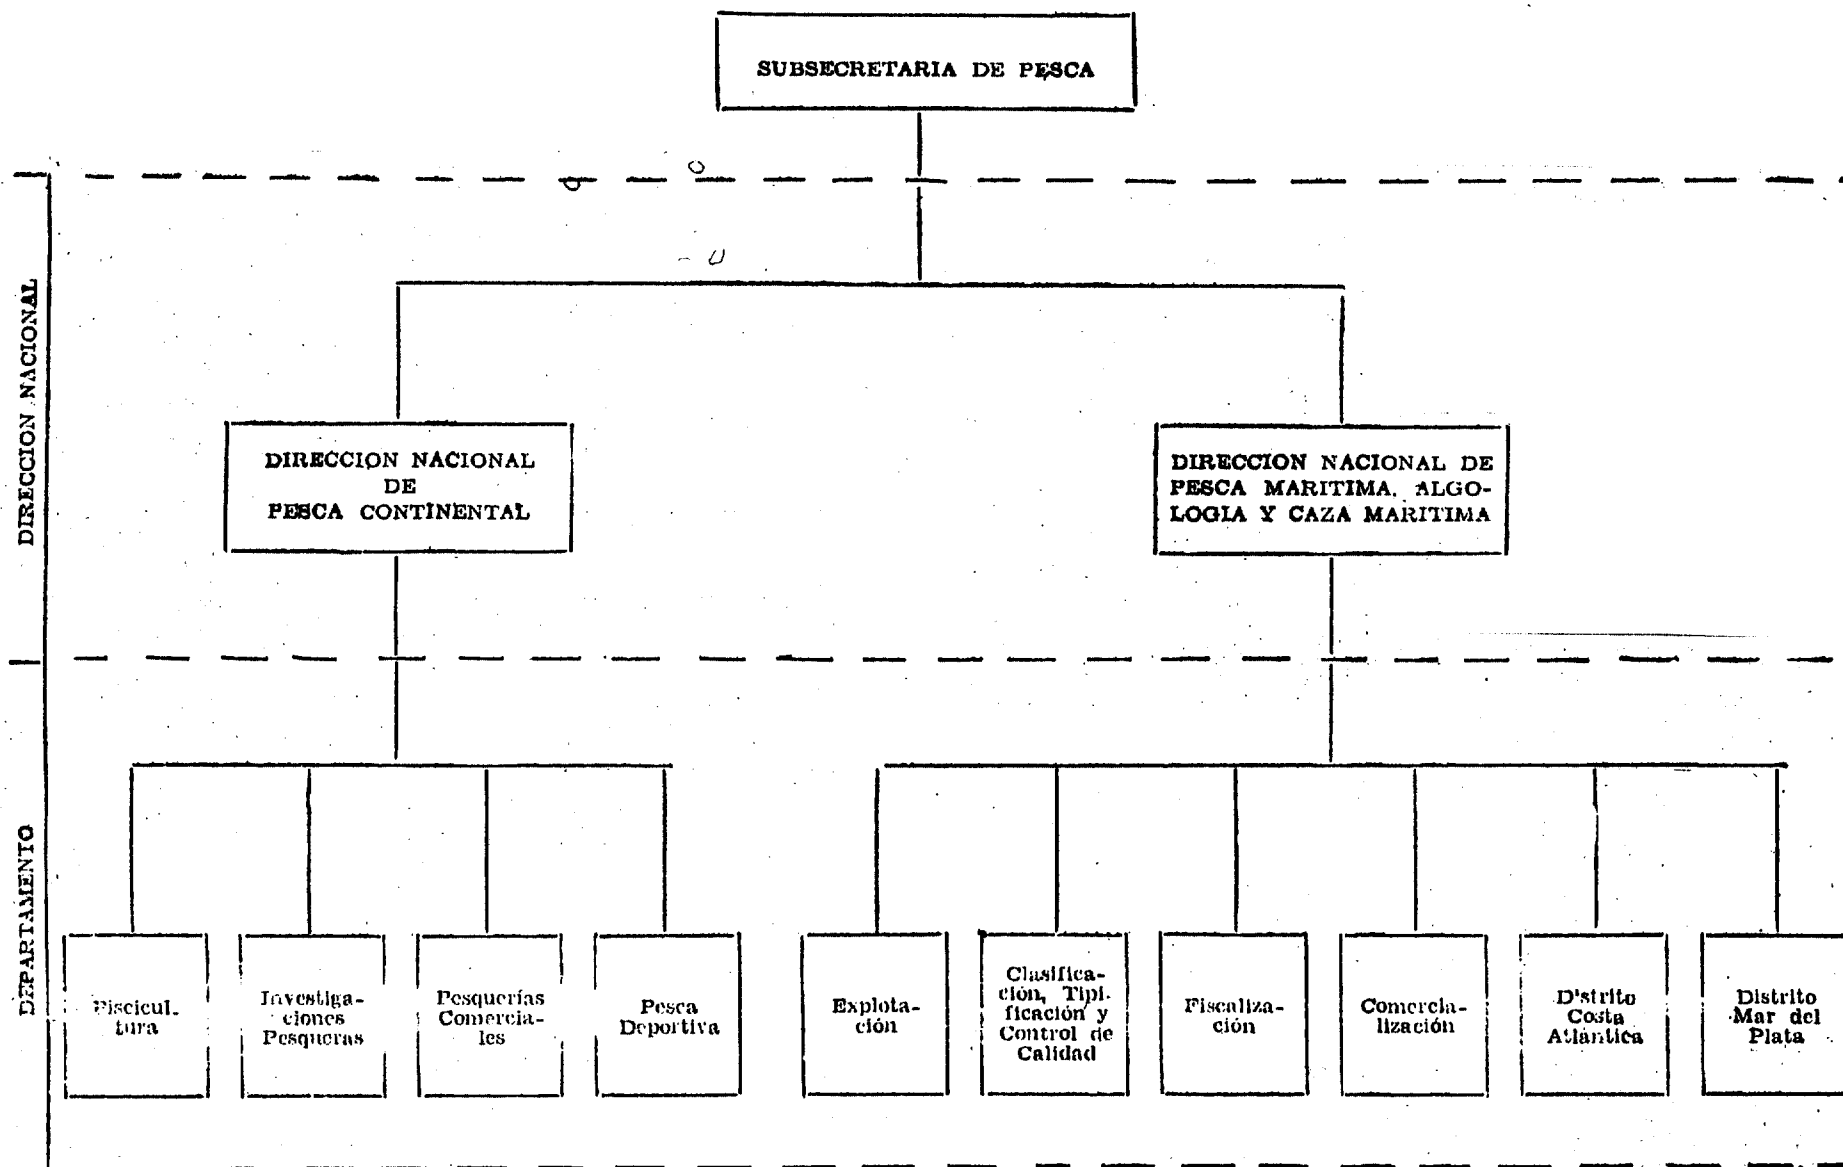 SUBSECRETARIA DE PESCA
DIRECCION NACIONAL
DIRECCION NACIONAL
DE
PESCA CONTINENTAL
DIRECCION NACIONAL DE
PESCA MARITIMA. ALGO-
LOGIA Y CAZA MARITIMA
DEPARTAMENTO
Piscicul-
tura
Investiga-
ciones
Pesqueras
Pesquerías
Comercia-
les
Pesca
Deportiva
Explota-
ción
Clasifica-
ción, Tipi-
ficación y
Control de
Calidad
Fiscaliza-
ción
Comercia-
lización
D'strito
Costa
Atlántica
Distrito
Mar del
Plata